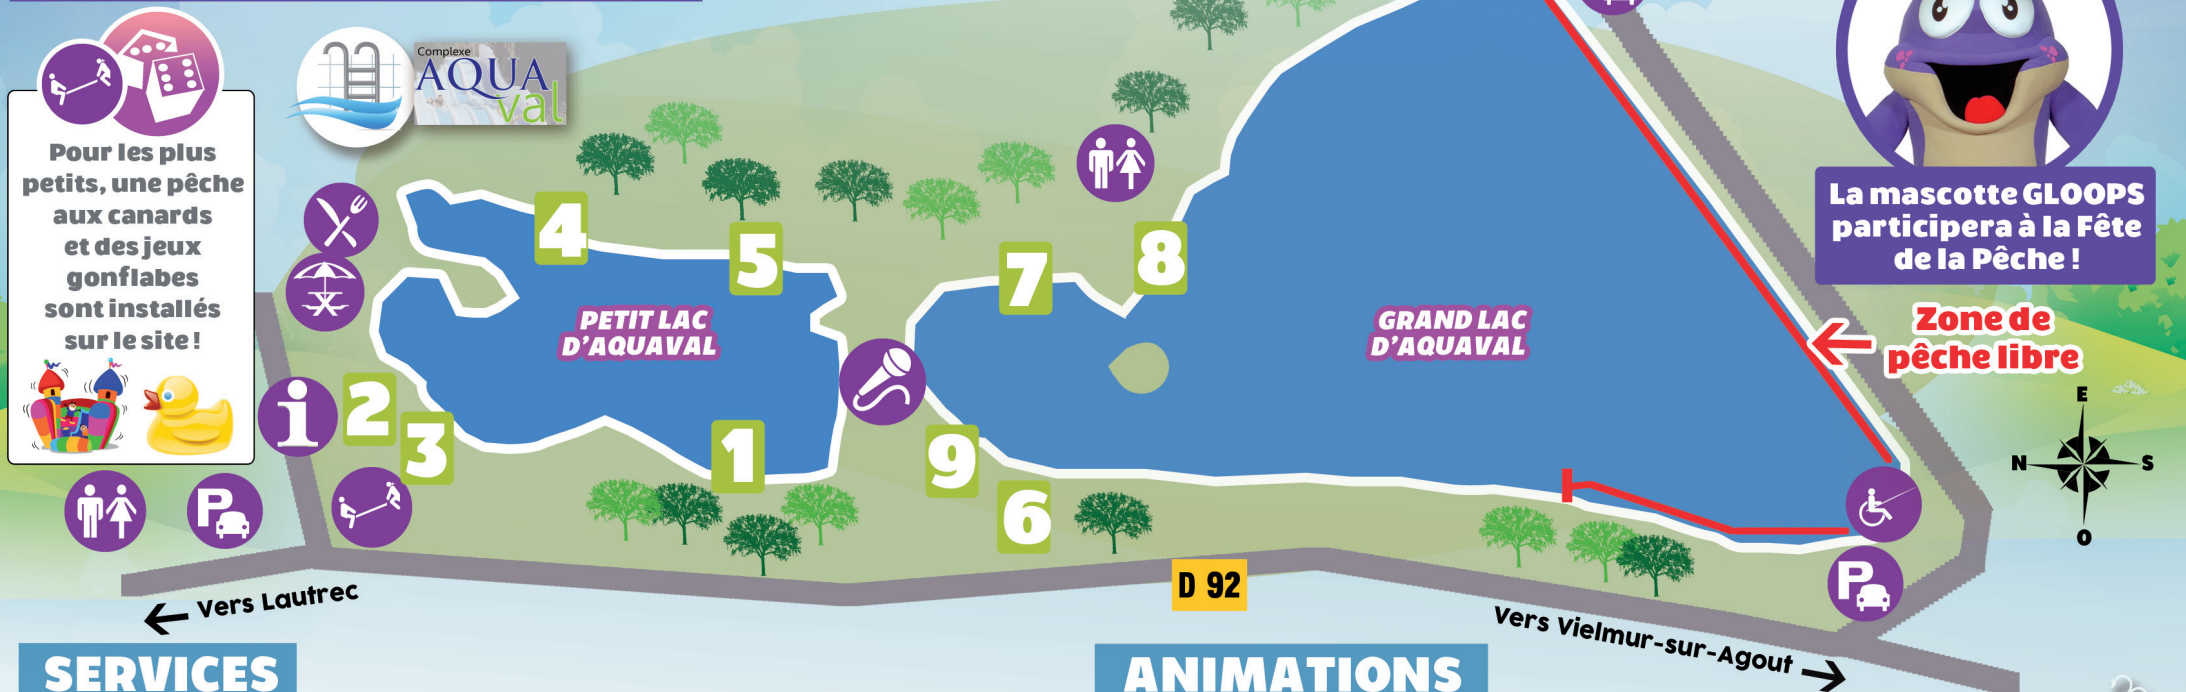 Pour les plus
petits, une pêche
aux canards
et des jeux
gonflabes
sont installés
sur le site !
Complexe
AQUA
val
4
5
7
8
2
3
1
9
6
PETIT LAC
D'AQUAVAL
GRAND LAC
D'AQUAVAL
La mascotte GLOOPS
participera à la Fête
de la Pêche !
Zone de
pêche libre
E
N
S
O
i
P
P
D 92
← Vers Lautrec
Vers Vielmur-sur-Agout →
SERVICES
ANIMATIONS